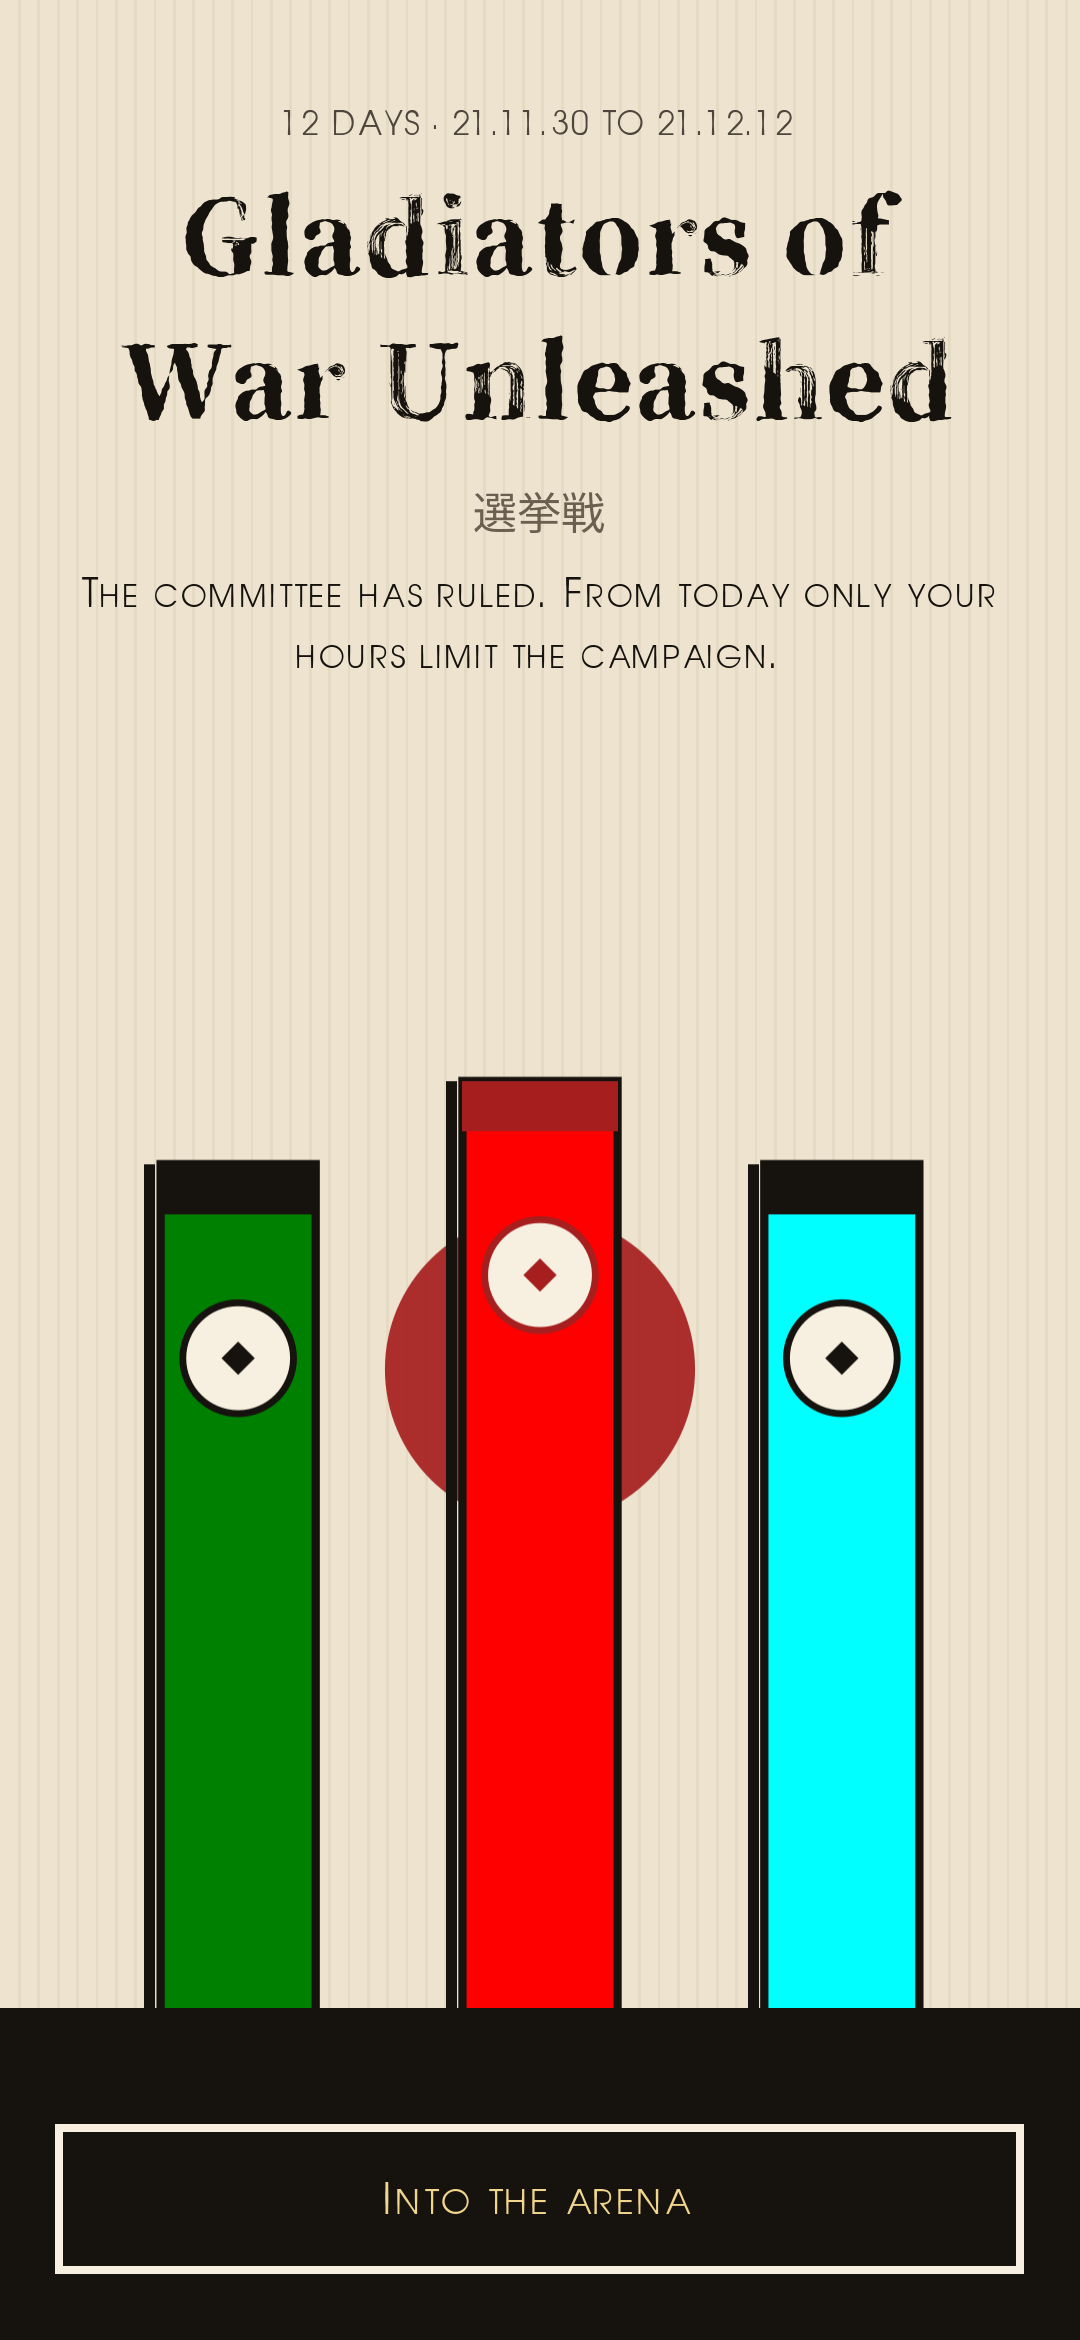 12 DAYS · 21.11.30 TO 21.12.12
Gladiators of
War Unleashed
選挙戦
The committee has ruled. From today only your
hours limit the campaign.
Into the arena